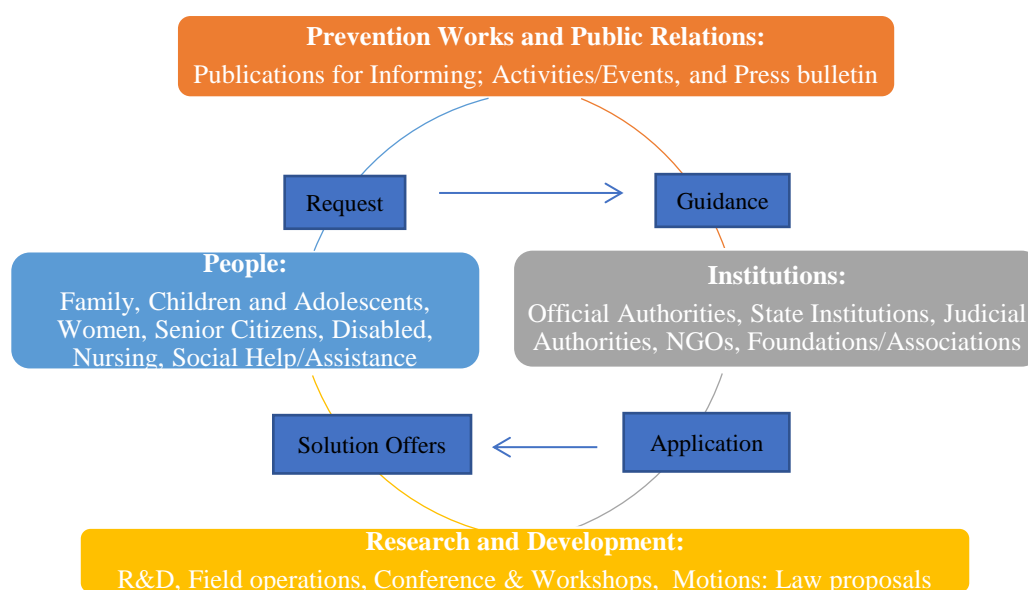 Prevention Works and Public Relations:
Publications for Informing; Activities/Events, and Press bulletin
Request
Guidance
People:
Family, Children and Adolescents,
Women, Senior Citizens, Disabled,
Nursing, Social Help/Assistance
Institutions:
Official Authorities, State Institutions, Judicial
Authorities, NGOs, Foundations/Associations
Solution Offers
Application
Research and Development:
R&D, Field operations, Conference & Workshops, Motions: Law proposals